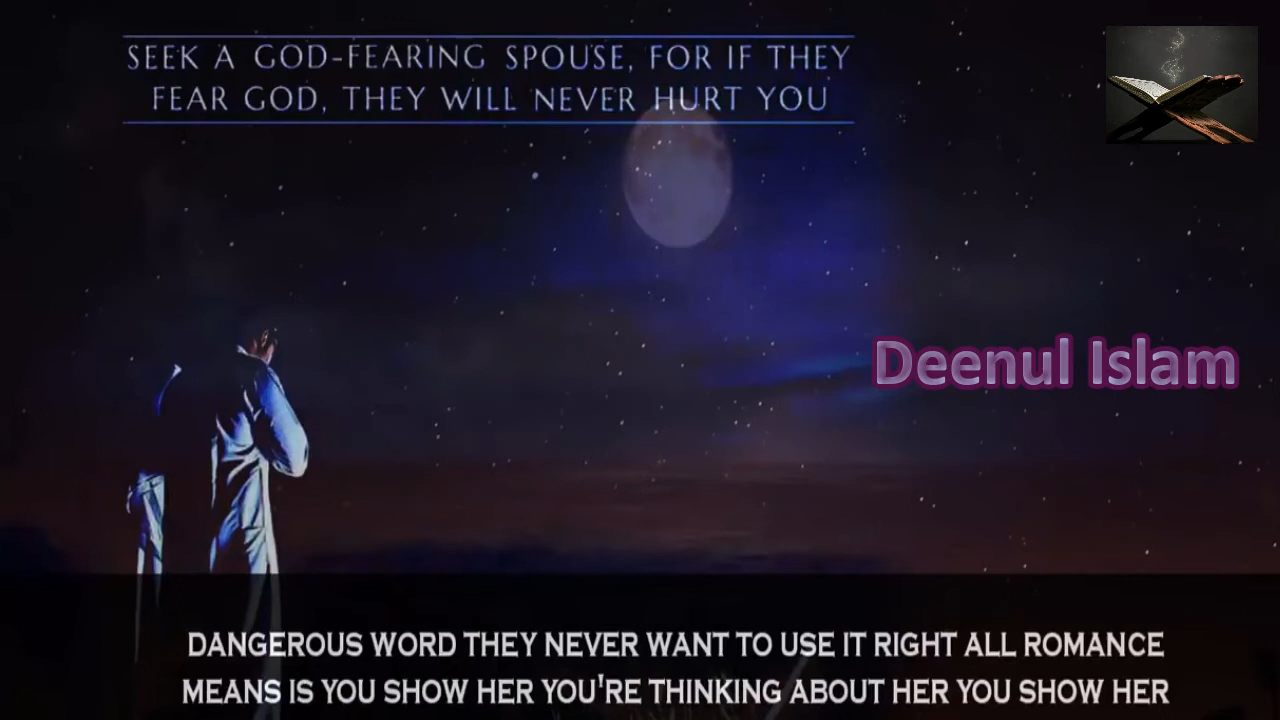 SEEK A GOD-FEARING SPOUSE, FOR IF THEY
FEAR GOD, THEY WILL NEVER HURT YOU
Deenul Islam
DANGEROUS WORD THEY NEVER WANT TO USE IT RIGHT ALL ROMANCE
MEANS IS YOU SHOW HER YOU'RE THINKING ABOUT HER YOU SHOW HER